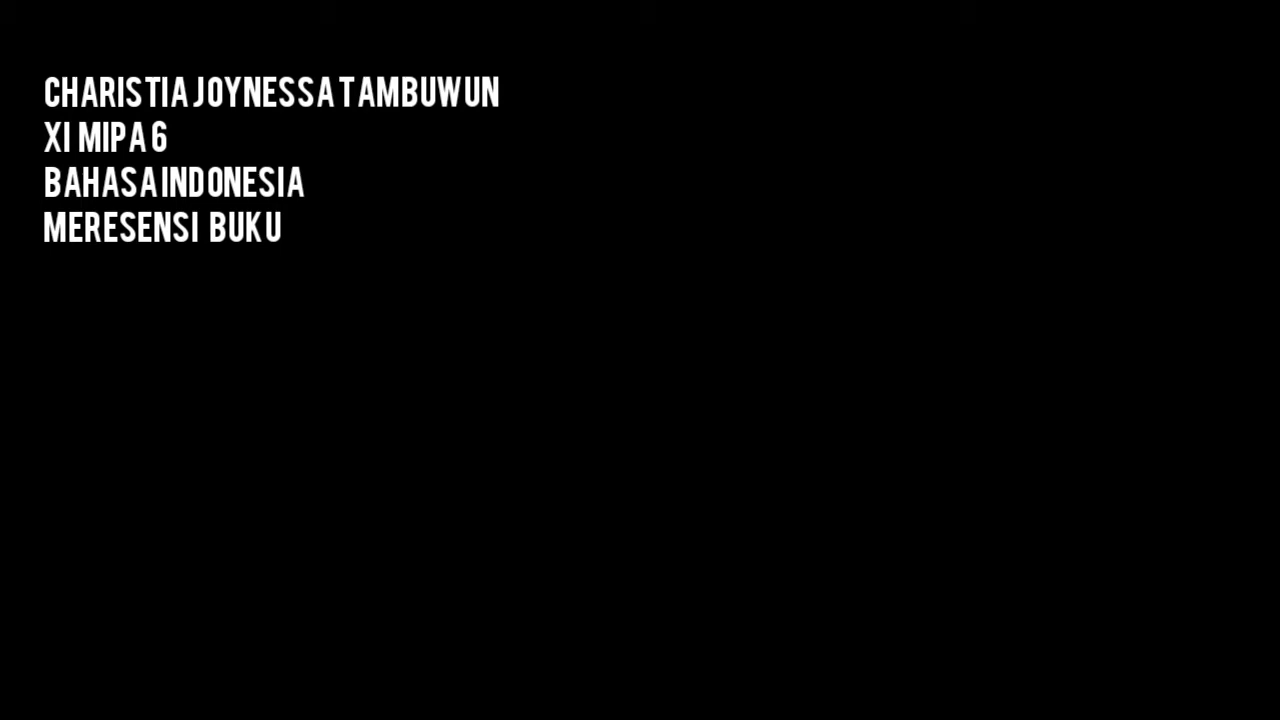 CHARISTIA JOYNESSA TAMBUWUN
XI MIPA 6
BAHASA INDONESIA
MERESENSI BUKU